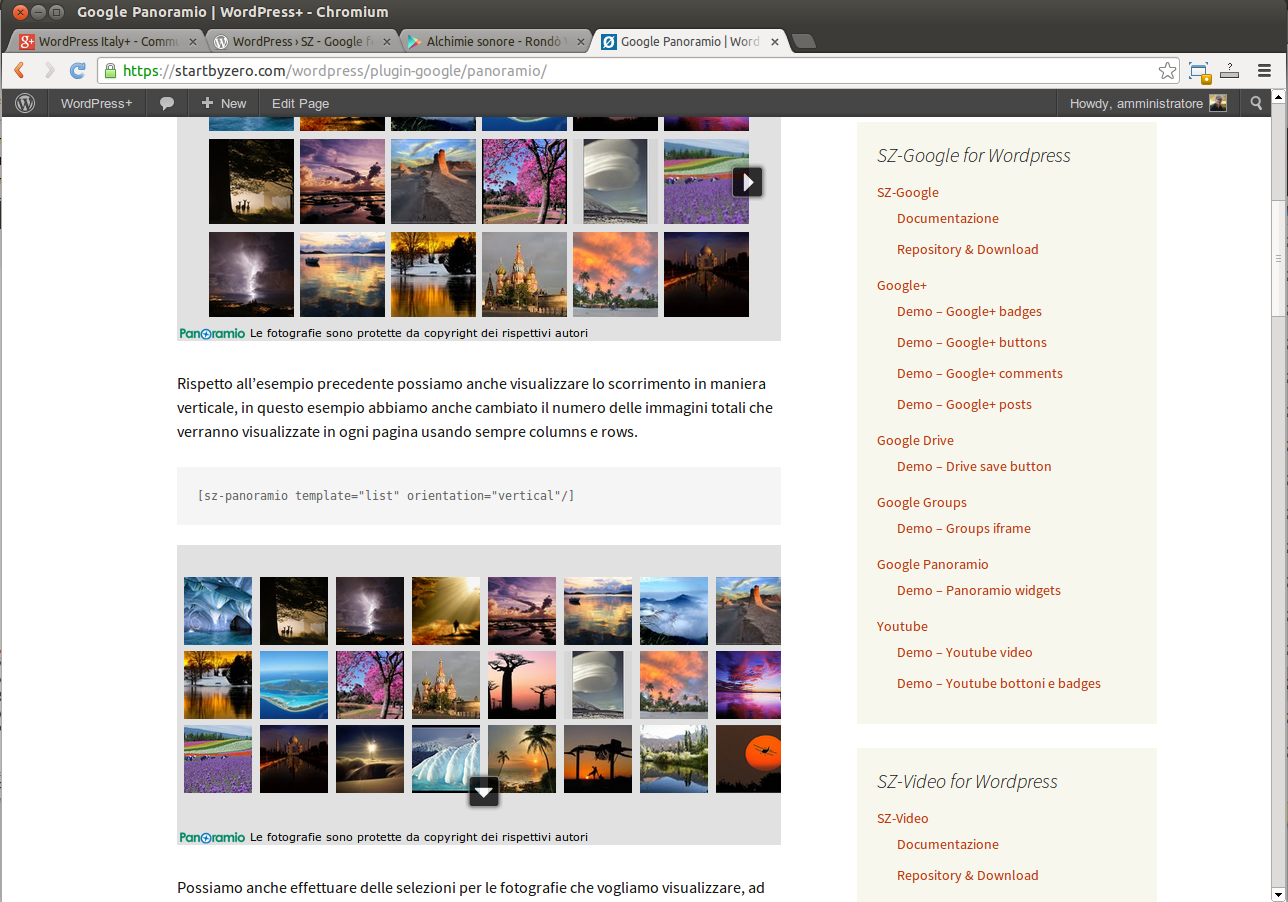 Google Panoramio | WordPress+ - Chromium
WordPress Italy+ - Commu
WordPress › SZ - Google f
Alchimie sonore - Rondò
Google Panoramio | Word
https://startbyzero.com/wordpress/plugin-google/panoramio/
WordPress+
New
Edit Page
Howdy, amministratore
Panoramio Le fotografie sono protette da copyright dei rispettivi autori
Rispetto all'esempio precedente possiamo anche visualizzare lo scorrimento in maniera
verticale, in questo esempio abbiamo anche cambiato il numero delle immagini totali che
verranno visualizzate in ogni pagina usando sempre columns e rows.
[sz-panoramio template="list" orientation="vertical"/]
Panoramio Le fotografie sono protette da copyright dei rispettivi autori
Possiamo anche effettuare delle selezioni per le fotografie che vogliamo visualizzare, ad
SZ-Google for Wordpress
SZ-Google
Documentazione
Repository & Download
Google+
Demo – Google+ badges
Demo – Google+ buttons
Demo – Google+ comments
Demo – Google+ posts
Google Drive
Demo – Drive save button
Google Groups
Demo – Groups iframe
Google Panoramio
Demo – Panoramio widgets
Youtube
Demo – Youtube video
Demo – Youtube bottoni e badges
SZ-Video for Wordpress
SZ-Video
Documentazione
Repository & Download